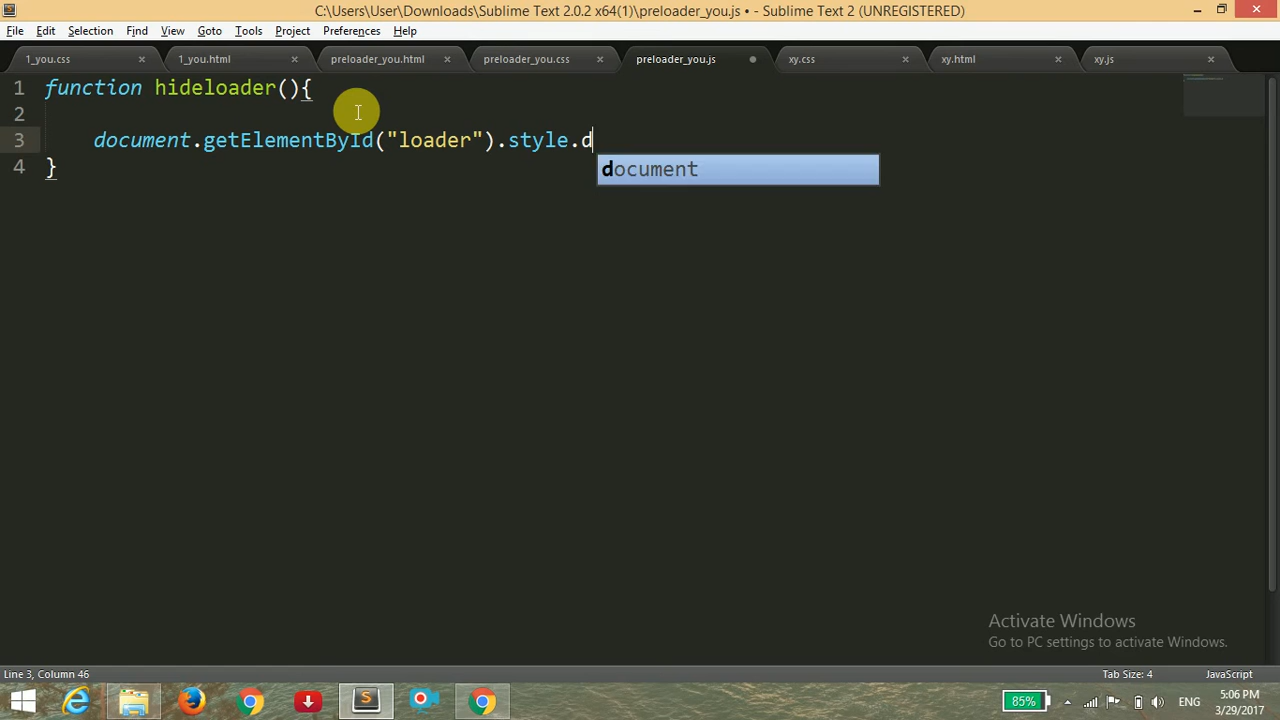 C:\Users\User\Downloads\Sublime Text 2.0.2 x64(1)\preloader_you.js • - Sublime Text 2 (UNREGISTERED)
File Edit Selection Find View Goto Tools Project Preferences Help
1_you.css 1_you.html preloader_you.html preloader_you.css preloader_you.js xy.css xy.html xy.js
1 function hideloader(){
2
3 document.getElementById("loader").style.d
document
4 }
Activate Windows
Go to PC settings to activate Windows.
Line 3, Column 46 Tab Size: 4 JavaScript
85% ENG 5:06 PM
3/29/2017